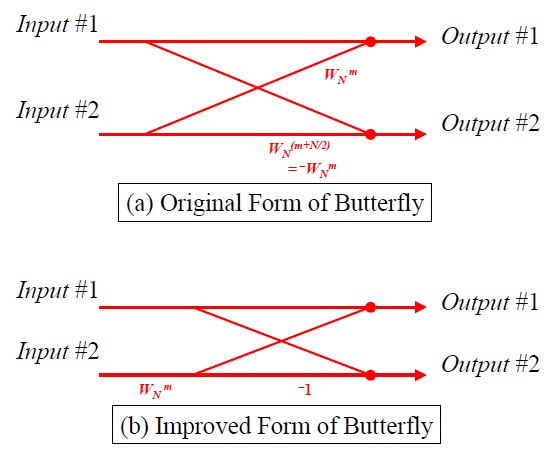 Input #1
Output #1
W_N^m
Input #2
Output #2
W_N^(m+N/2)
=-W_N^m
(a) Original Form of Butterfly
Input #1
Output #1
Input #2
Output #2
W_N^m
-1
(b) Improved Form of Butterfly